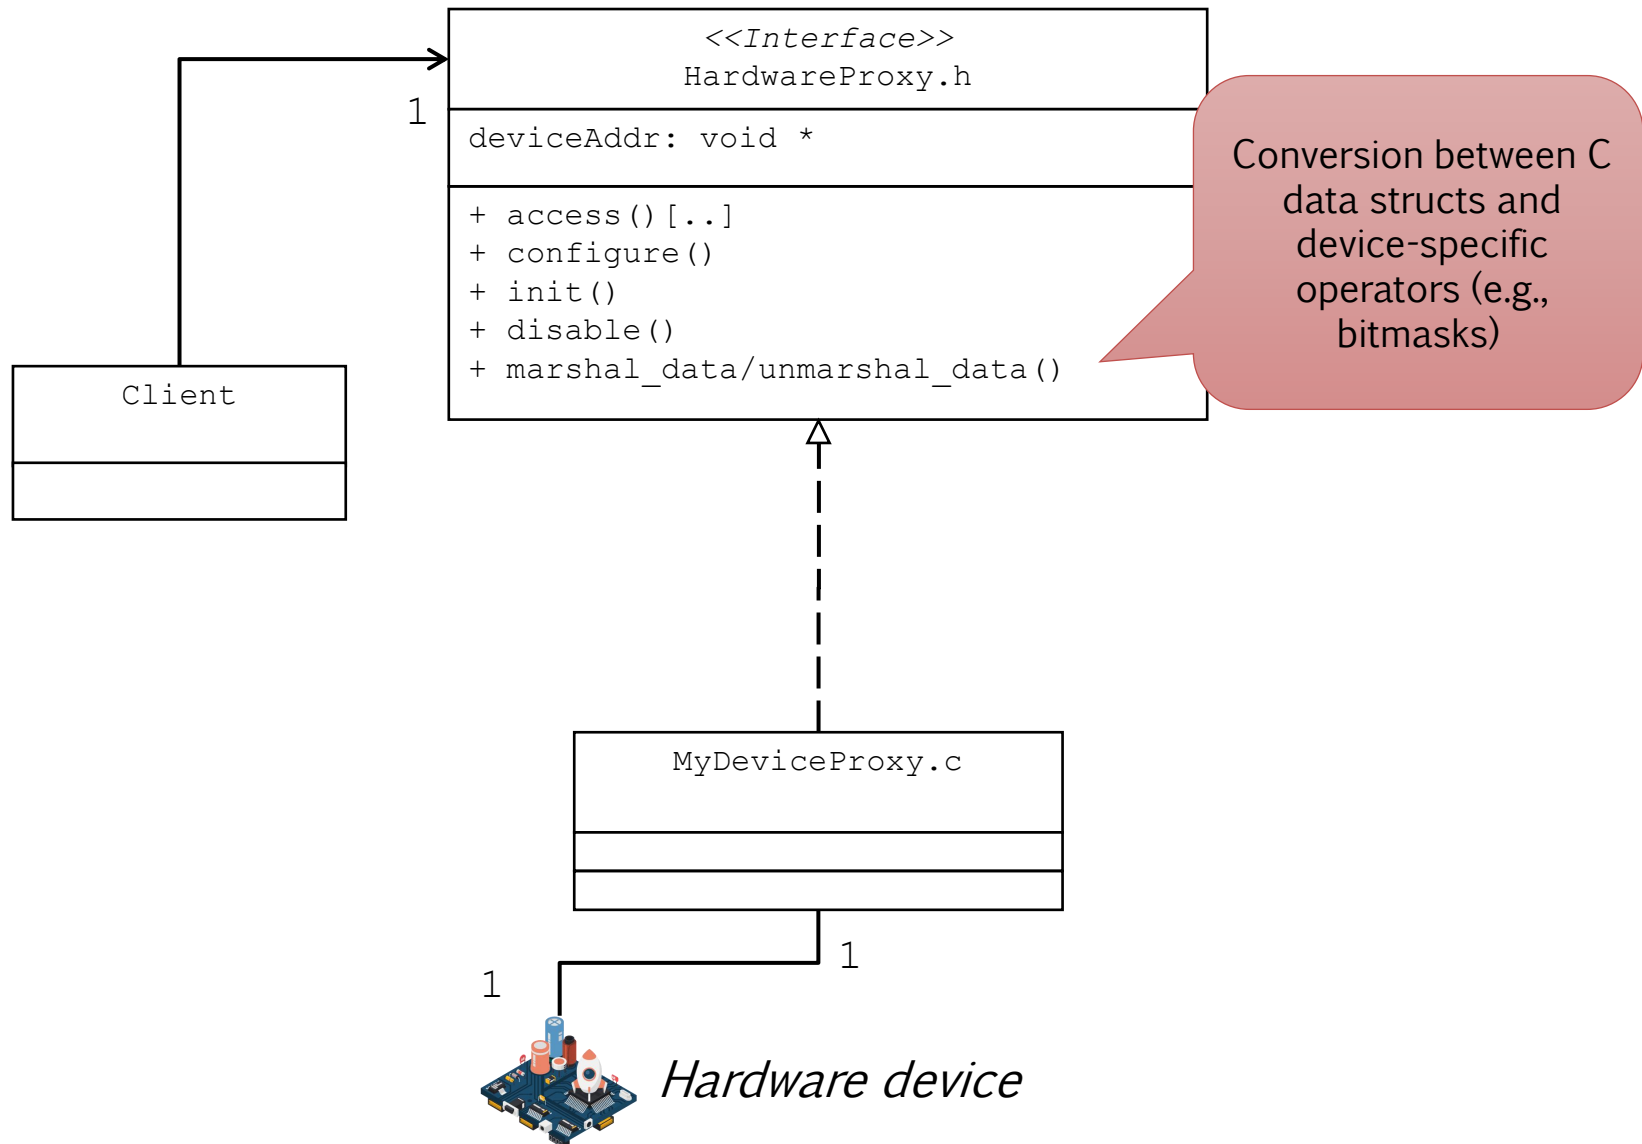 <<Interface>>
HardwareProxy.h
1
deviceAddr: void *
+ access()[..]
+ configure()
+ init()
+ disable()
+ marshal_data/unmarshal_data()
Conversion between C
data structs and
device-specific
operators (e.g.,
bitmasks)
Client
MyDeviceProxy.c
1
1
Hardware device